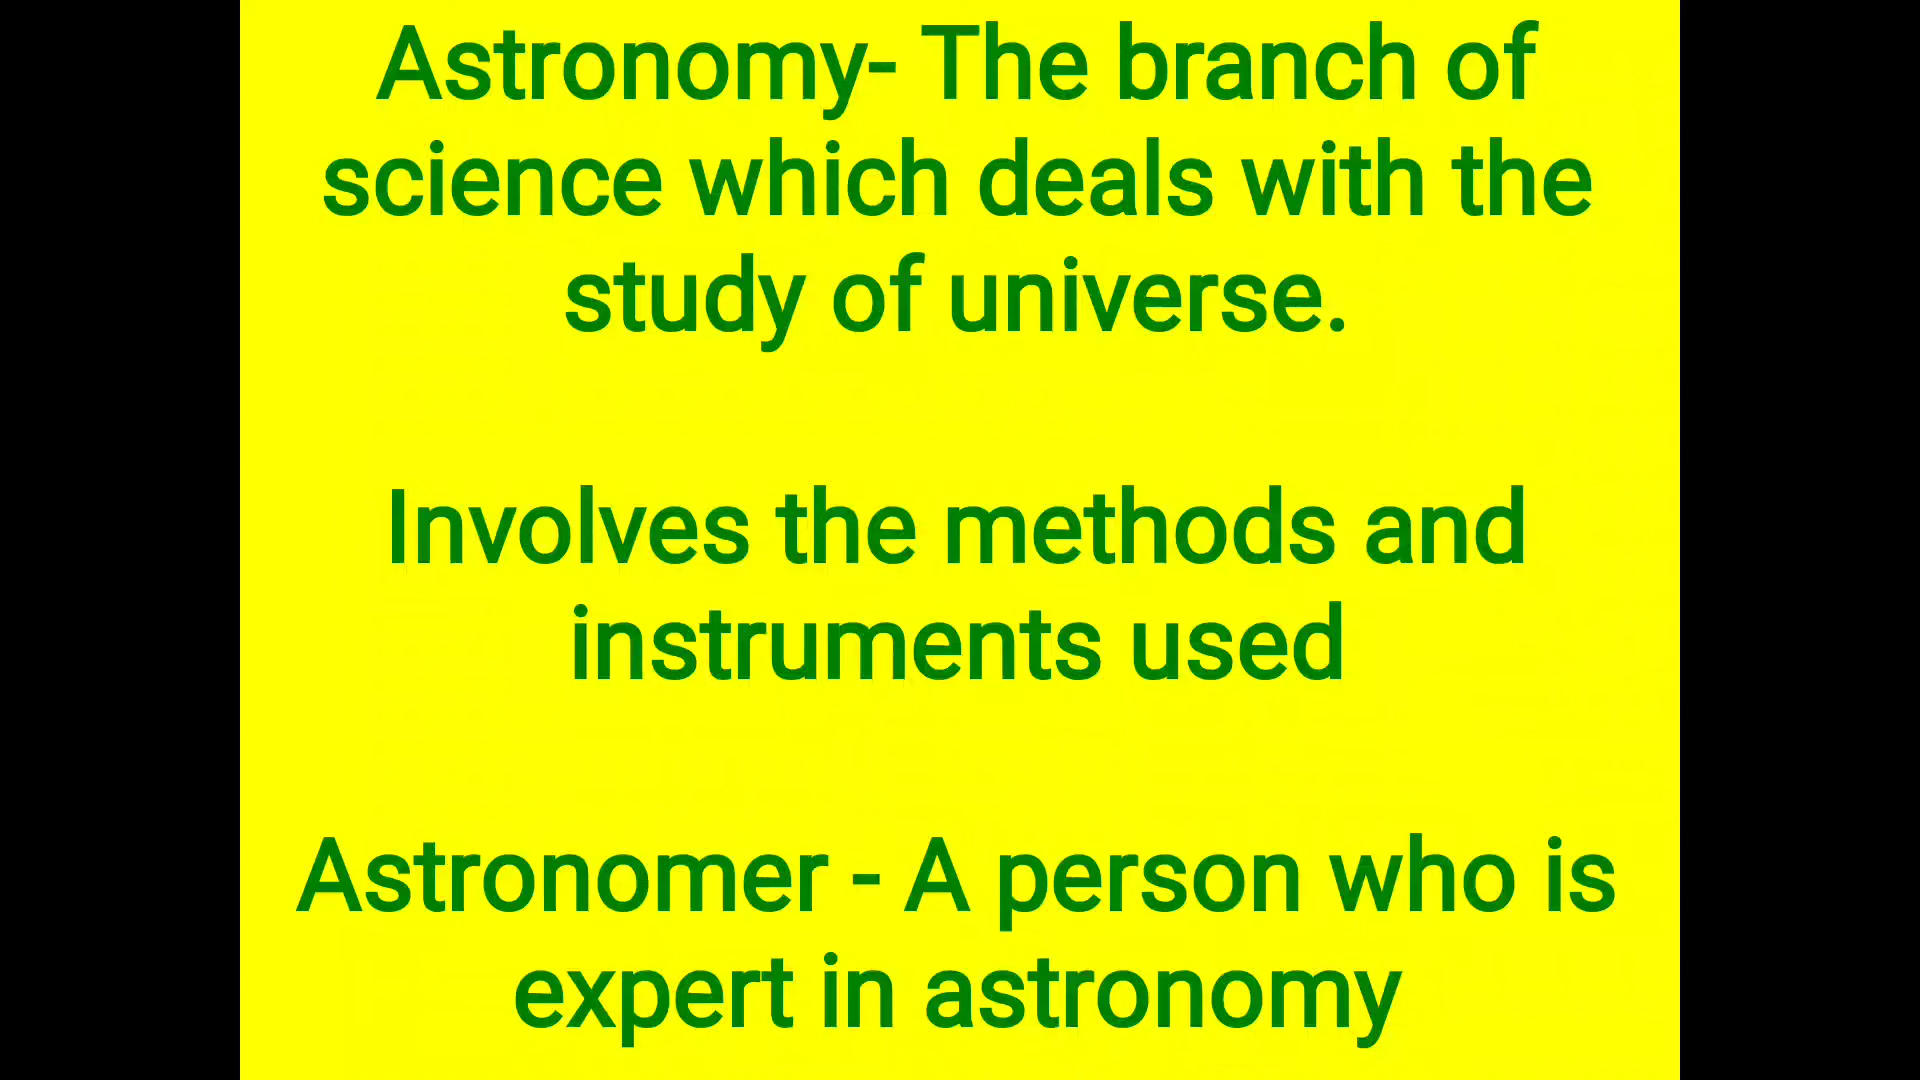 Astronomy- The branch of
science which deals with the
study of universe.
Involves the methods and
instruments used
Astronomer - A person who is
expert in astronomy